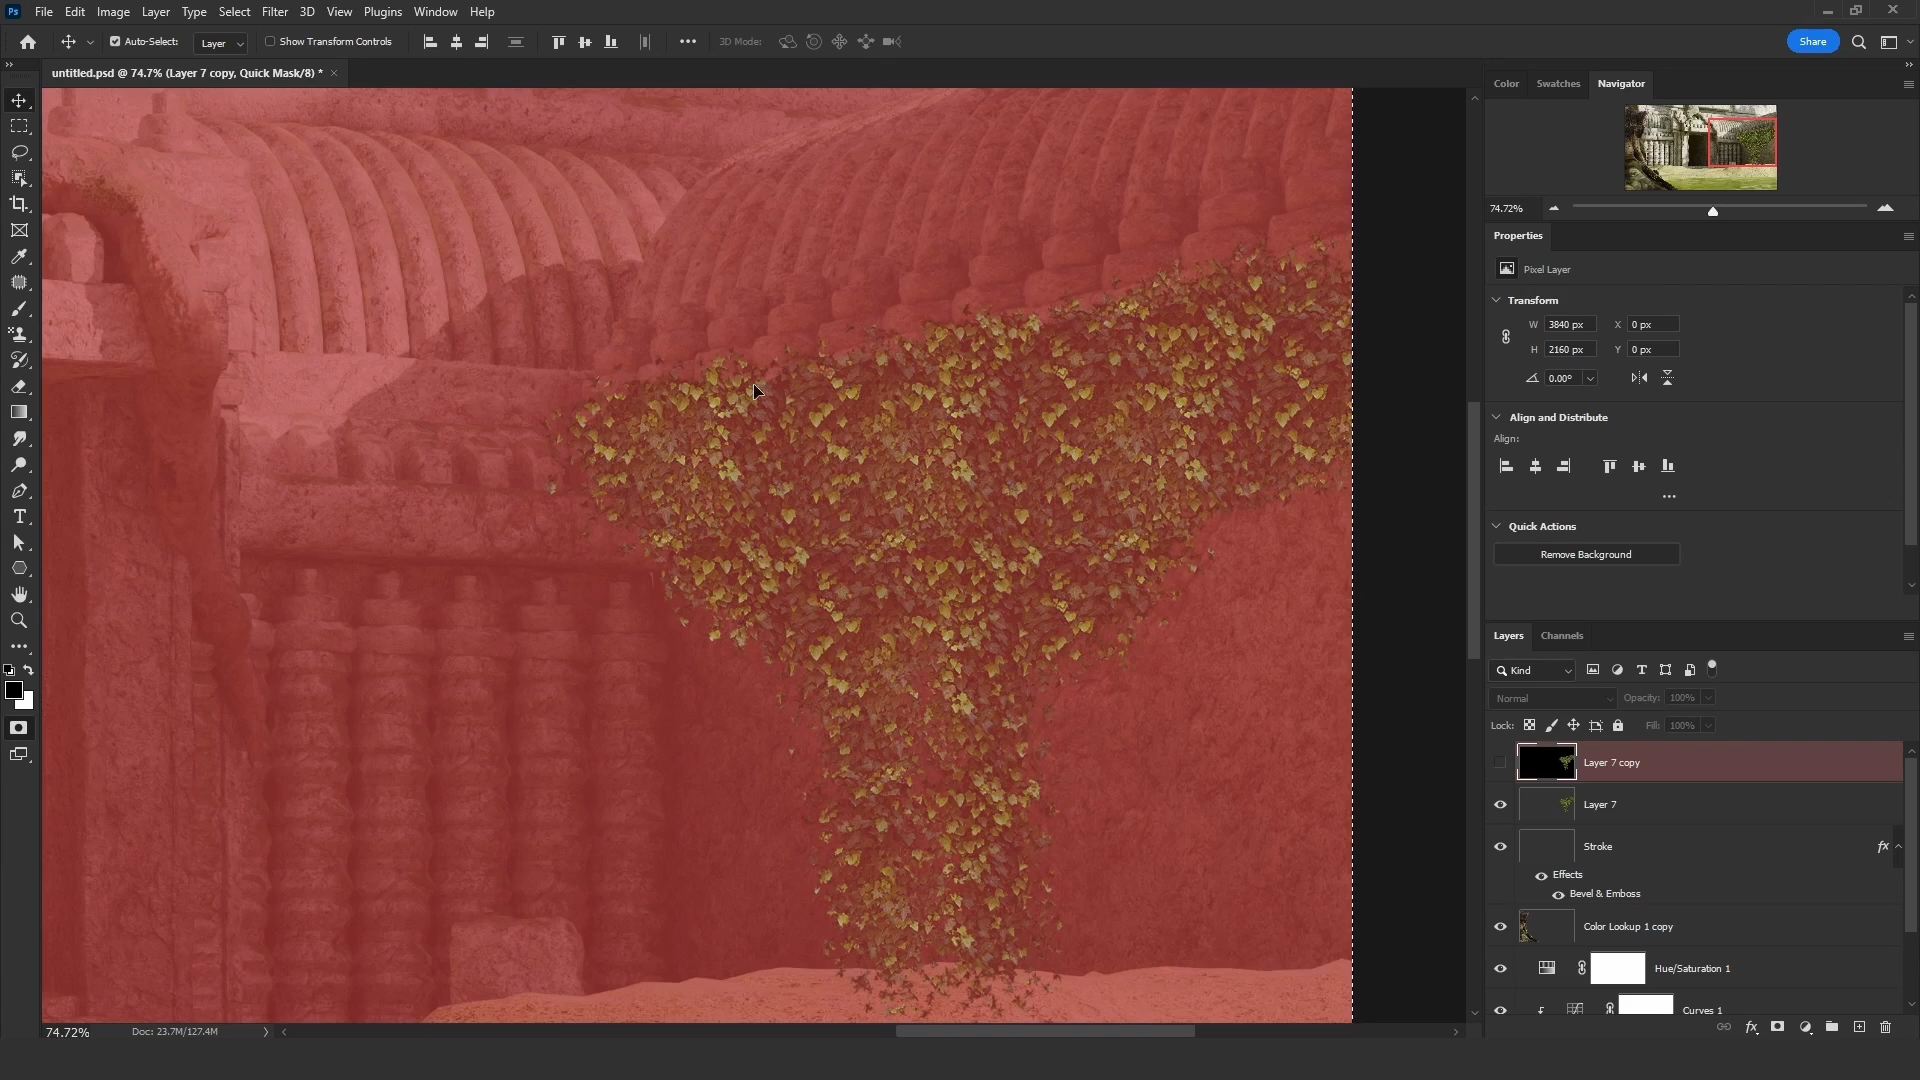 Ps File Edit Image Layer Type Select Filter 3D View Plugins Window Help
Auto-Select: Layer Show Transform Controls 3D Mode: Share
untitled.psd @ 74.7% (Layer 7 copy, Quick Mask/8) *
Color Swatches Navigator
74.72%
Properties
Pixel Layer
Transform
W 3840 px X 0 px
H 2160 px Y 0 px
0.00°
Align and Distribute
Align:
Quick Actions
Remove Background
Layers Channels
Kind
Normal Opacity: 100%
Lock: Fill: 100%
Layer 7 copy
Layer 7
Stroke fx
Effects
Bevel & Emboss
Color Lookup 1 copy
Hue/Saturation 1
Curves 1
fx
74.72% Doc: 23.7M/127.4M